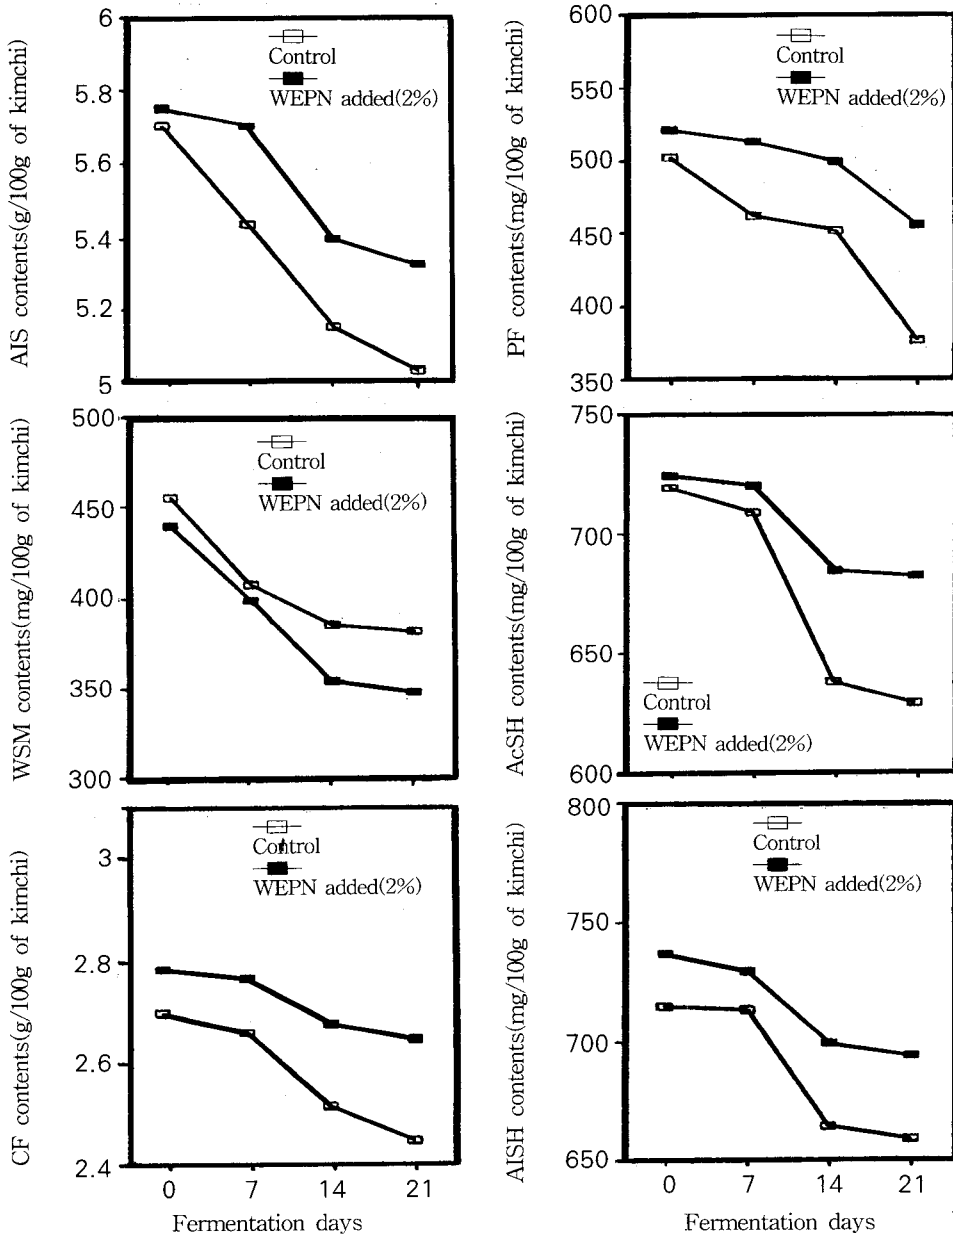 AIS contents(g/100g of kimchi)
6
5.8
5.6
5.4
5.2
5
Control
WEPN added(2%)
PF contents(mg/100g of kimchi)
600
550
500
450
400
350
Control
WEPN added(2%)
WSM contents(mg/100g of kimchi)
500
450
400
350
300
Control
WEPN added(2%)
AcSH contents(mg/100g of kimchi)
750
700
650
600
Control
WEPN added(2%)
CF contents(g/100g of kimchi)
3
2.8
2.6
2.4
Control
WEPN added(2%)
0 7 14 21
Fermentation days
AISH contents(mg/100g of kimchi)
800
750
700
650
Control
WEPN added(2%)
0 7 14 21
Fermentation days